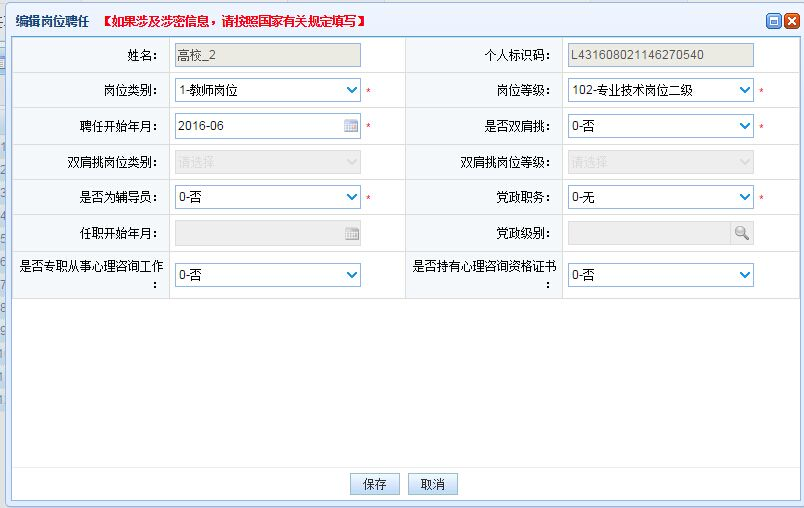 编辑岗位聘任 【如果涉及涉密信息，请按照国家有关规定填写】
姓名： 高校_2 个人标识码： L431608021146270540
岗位类别： 1-教师岗位 * 岗位等级： 102-专业技术岗位二级 *
聘任开始年月： 2016-06 * 是否双肩挑： 0-否 *
双肩挑岗位类别： 请选择 双肩挑岗位等级： 请选择
是否为辅导员： 0-否 * 党政职务： 0-无 *
任职开始年月： 党政级别：
是否专职从事心理咨询工作 0-否 是否持有心理咨询资格证书 0-否
： ：
保存 取消